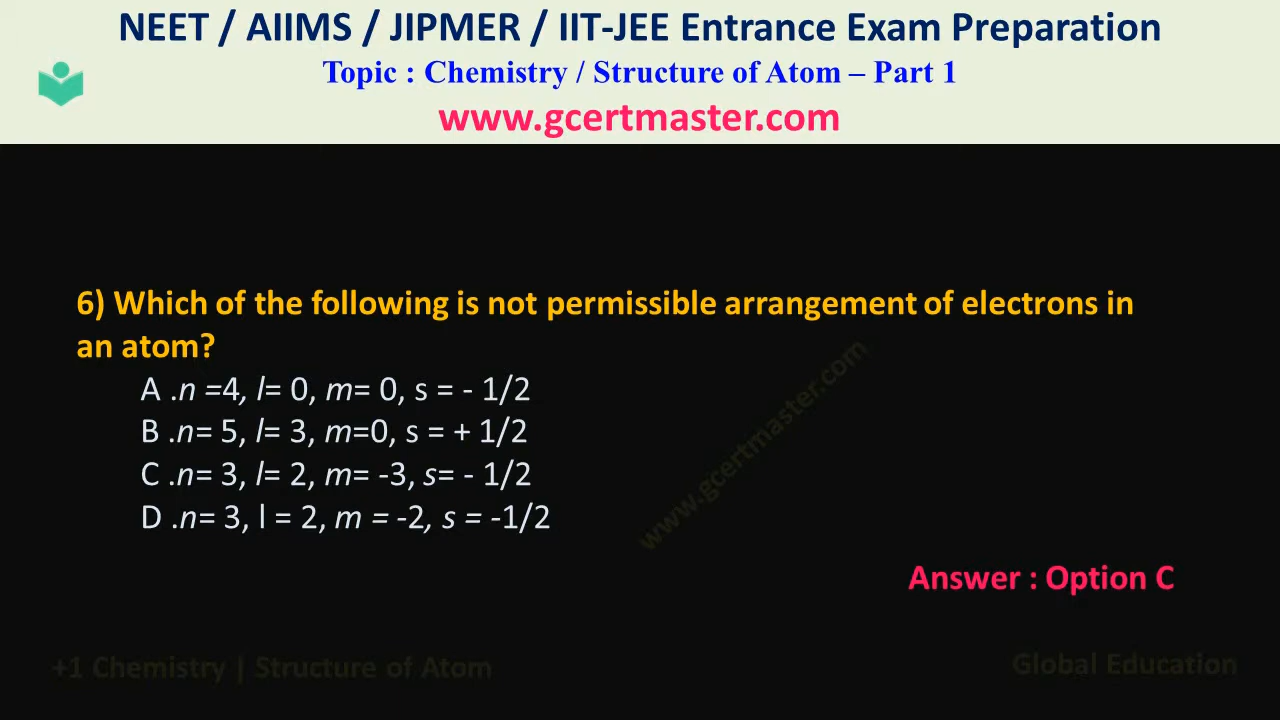 NEET / AIIMS / JIPMER / IIT-JEE Entrance Exam Preparation
Topic : Chemistry / Structure of Atom – Part 1
www.gcertmaster.com
6) Which of the following is not permissible arrangement of electrons in
an atom?
A .n =4, l= 0, m= 0, s = - 1/2
B .n= 5, l= 3, m=0, s = + 1/2
C .n= 3, l= 2, m= -3, s= - 1/2
D .n= 3, l = 2, m = -2, s = -1/2
www.gcertmaster.com
Answer : Option C
+1 Chemistry | Structure of Atom
Global Education